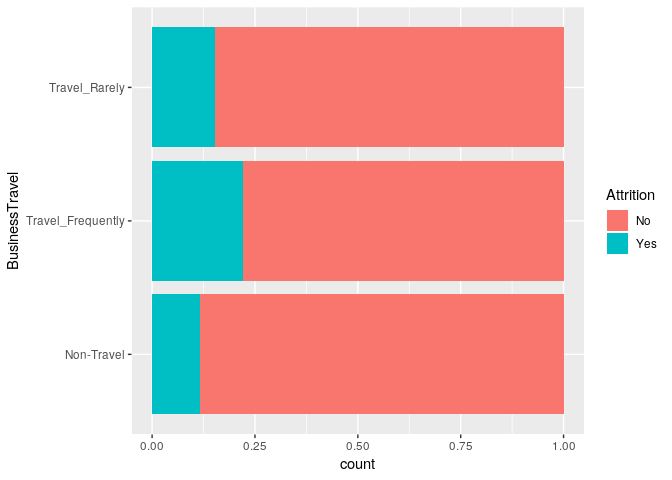 BusinessTravel
Travel_Rarely
Travel_Frequently
Non-Travel
0.00 0.25 0.50 0.75 1.00
count
Attrition
No
Yes